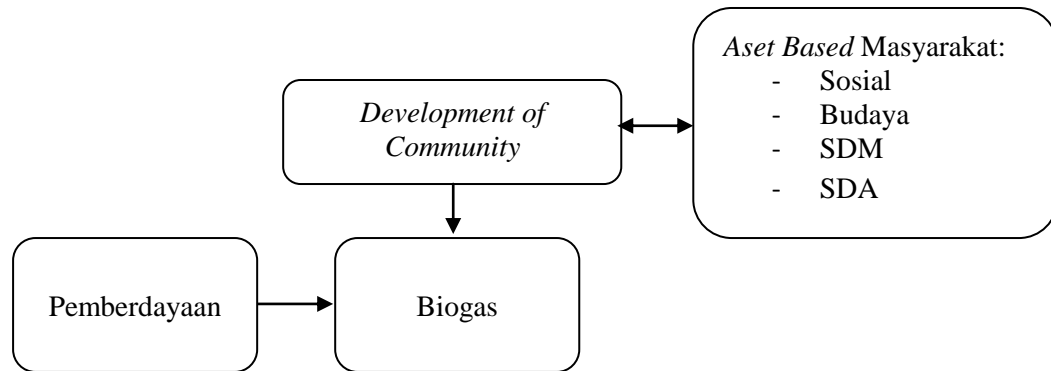 Aset Based Masyarakat:
- Sosial
- Budaya
- SDM
- SDA
Development of
Community
Pemberdayaan
Biogas